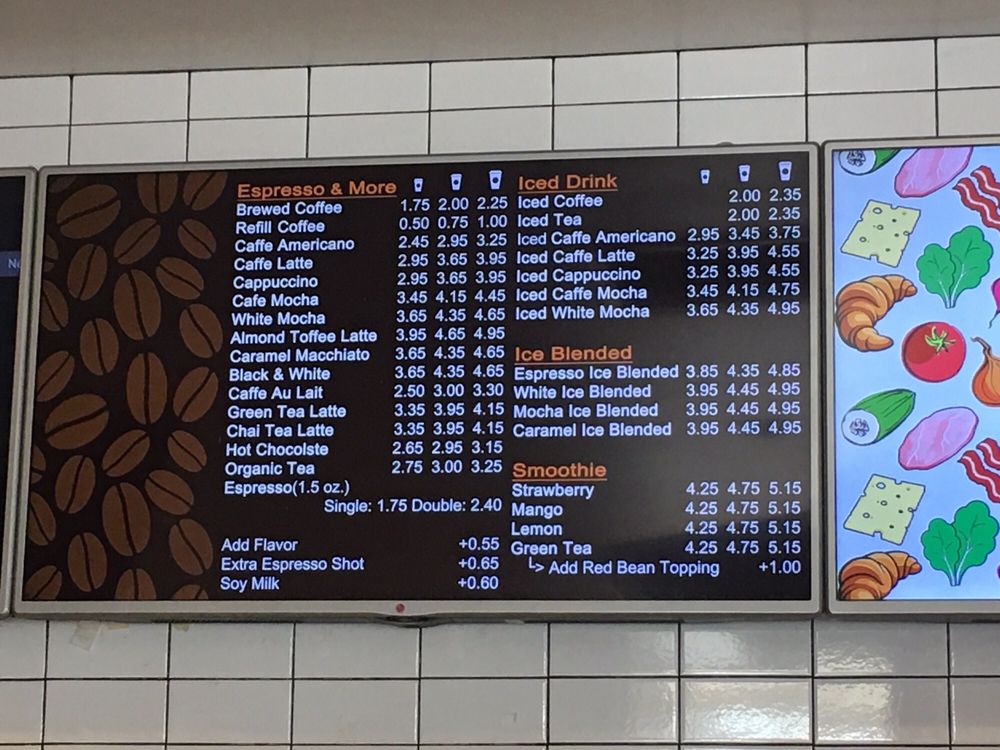 Espresso & More
Brewed Coffee 1.75 2.00 2.25
Refill Coffee 0.50 0.75 1.00
Caffe Americano 2.45 2.95 3.25
Caffe Latte 2.95 3.65 3.95
Cappuccino 2.95 3.65 3.95
Cafe Mocha 3.45 4.15 4.45
White Mocha 3.65 4.35 4.65
Almond Toffee Latte 3.95 4.65 4.95
Caramel Macchiato 3.65 4.35 4.65
Black & White 3.65 4.35 4.65
Caffe Au Lait 2.50 3.00 3.30
Green Tea Latte 3.35 3.95 4.15
Chai Tea Latte 3.35 3.95 4.15
Hot Chocolste 2.65 2.95 3.15
Organic Tea 2.75 3.00 3.25
Espresso(1.5 oz.)
Single: 1.75 Double: 2.40
Add Flavor +0.55
Extra Espresso Shot +0.65
Soy Milk +0.60
Iced Drink
Iced Coffee 2.00 2.35
Iced Tea 2.00 2.35
Iced Caffe Americano 2.95 3.45 3.75
Iced Caffe Latte 3.25 3.95 4.55
Iced Cappuccino 3.25 3.95 4.55
Iced Caffe Mocha 3.45 4.15 4.75
Iced White Mocha 3.65 4.35 4.95
Ice Blended
Espresso Ice Blended 3.85 4.35 4.85
White Ice Blended 3.95 4.45 4.95
Mocha Ice Blended 3.95 4.45 4.95
Caramel Ice Blended 3.95 4.45 4.95
Smoothie
Strawberry 4.25 4.75 5.15
Mango 4.25 4.75 5.15
Lemon 4.25 4.75 5.15
Green Tea 4.25 4.75 5.15
Add Red Bean Topping +1.00